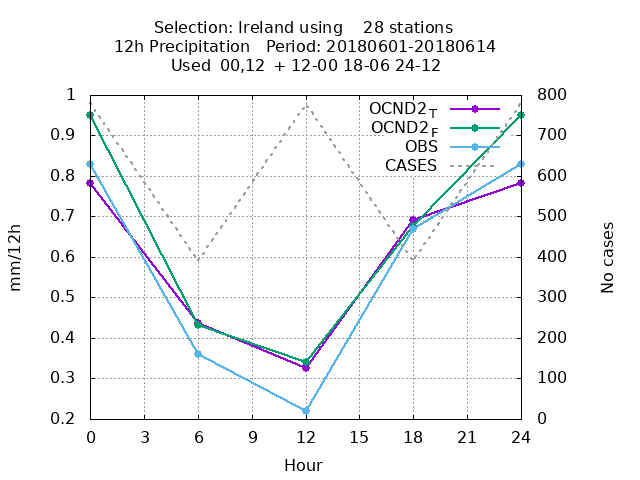 Selection: Ireland using    28 stations
12h Precipitation   Period: 20180601-20180614
Used  00,12  + 12-00 18-06 24-12
OCND2T
OCND2F
OBS
CASES
1
0.9
0.8
0.7
0.6
0.5
0.4
0.3
0.2
800
700
600
500
400
300
200
100
0
mm/12h
No cases
0 3 6 9 12 15 18 21 24
Hour